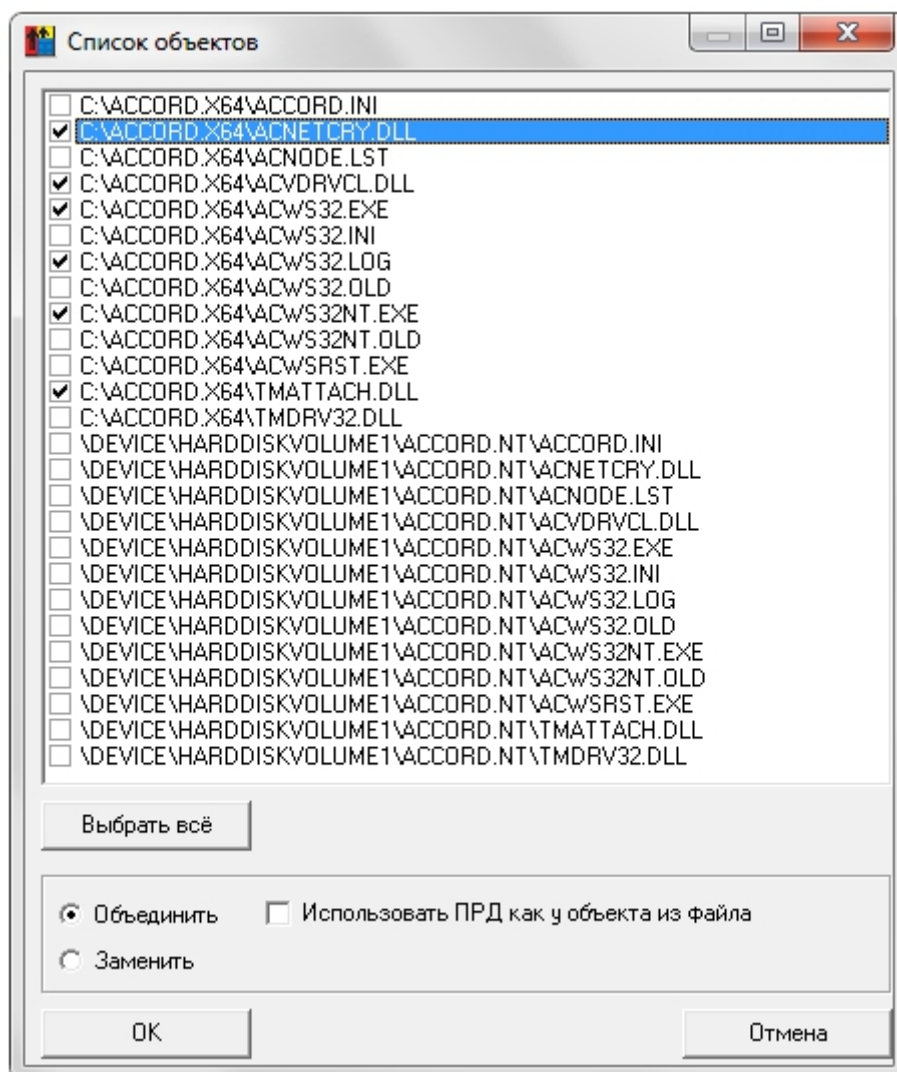 Список объектов
C:\ACCORD.X64\ACCORD.INI
C:\ACCORD.X64\ACNETCRY.DLL
C:\ACCORD.X64\ACNODE.LST
C:\ACCORD.X64\ACVDRVCL.DLL
C:\ACCORD.X64\ACWS32.EXE
C:\ACCORD.X64\ACWS32.INI
C:\ACCORD.X64\ACWS32.LOG
C:\ACCORD.X64\ACWS32.OLD
C:\ACCORD.X64\ACWS32NT.EXE
C:\ACCORD.X64\ACWS32NT.OLD
C:\ACCORD.X64\ACWSRST.EXE
C:\ACCORD.X64\TMATTACH.DLL
C:\ACCORD.X64\TMDRV32.DLL
\DEVICE\HARDDISKVOLUME1\ACCORD.NT\ACCORD.INI
\DEVICE\HARDDISKVOLUME1\ACCORD.NT\ACNETCRY.DLL
\DEVICE\HARDDISKVOLUME1\ACCORD.NT\ACNODE.LST
\DEVICE\HARDDISKVOLUME1\ACCORD.NT\ACVDRVCL.DLL
\DEVICE\HARDDISKVOLUME1\ACCORD.NT\ACWS32.EXE
\DEVICE\HARDDISKVOLUME1\ACCORD.NT\ACWS32.INI
\DEVICE\HARDDISKVOLUME1\ACCORD.NT\ACWS32.LOG
\DEVICE\HARDDISKVOLUME1\ACCORD.NT\ACWS32.OLD
\DEVICE\HARDDISKVOLUME1\ACCORD.NT\ACWS32NT.EXE
\DEVICE\HARDDISKVOLUME1\ACCORD.NT\ACWS32NT.OLD
\DEVICE\HARDDISKVOLUME1\ACCORD.NT\ACWSRST.EXE
\DEVICE\HARDDISKVOLUME1\ACCORD.NT\TMATTACH.DLL
\DEVICE\HARDDISKVOLUME1\ACCORD.NT\TMDRV32.DLL
Выбрать всё
Объединить Использовать ПРД как у объекта из файла
Заменить
OK Отмена